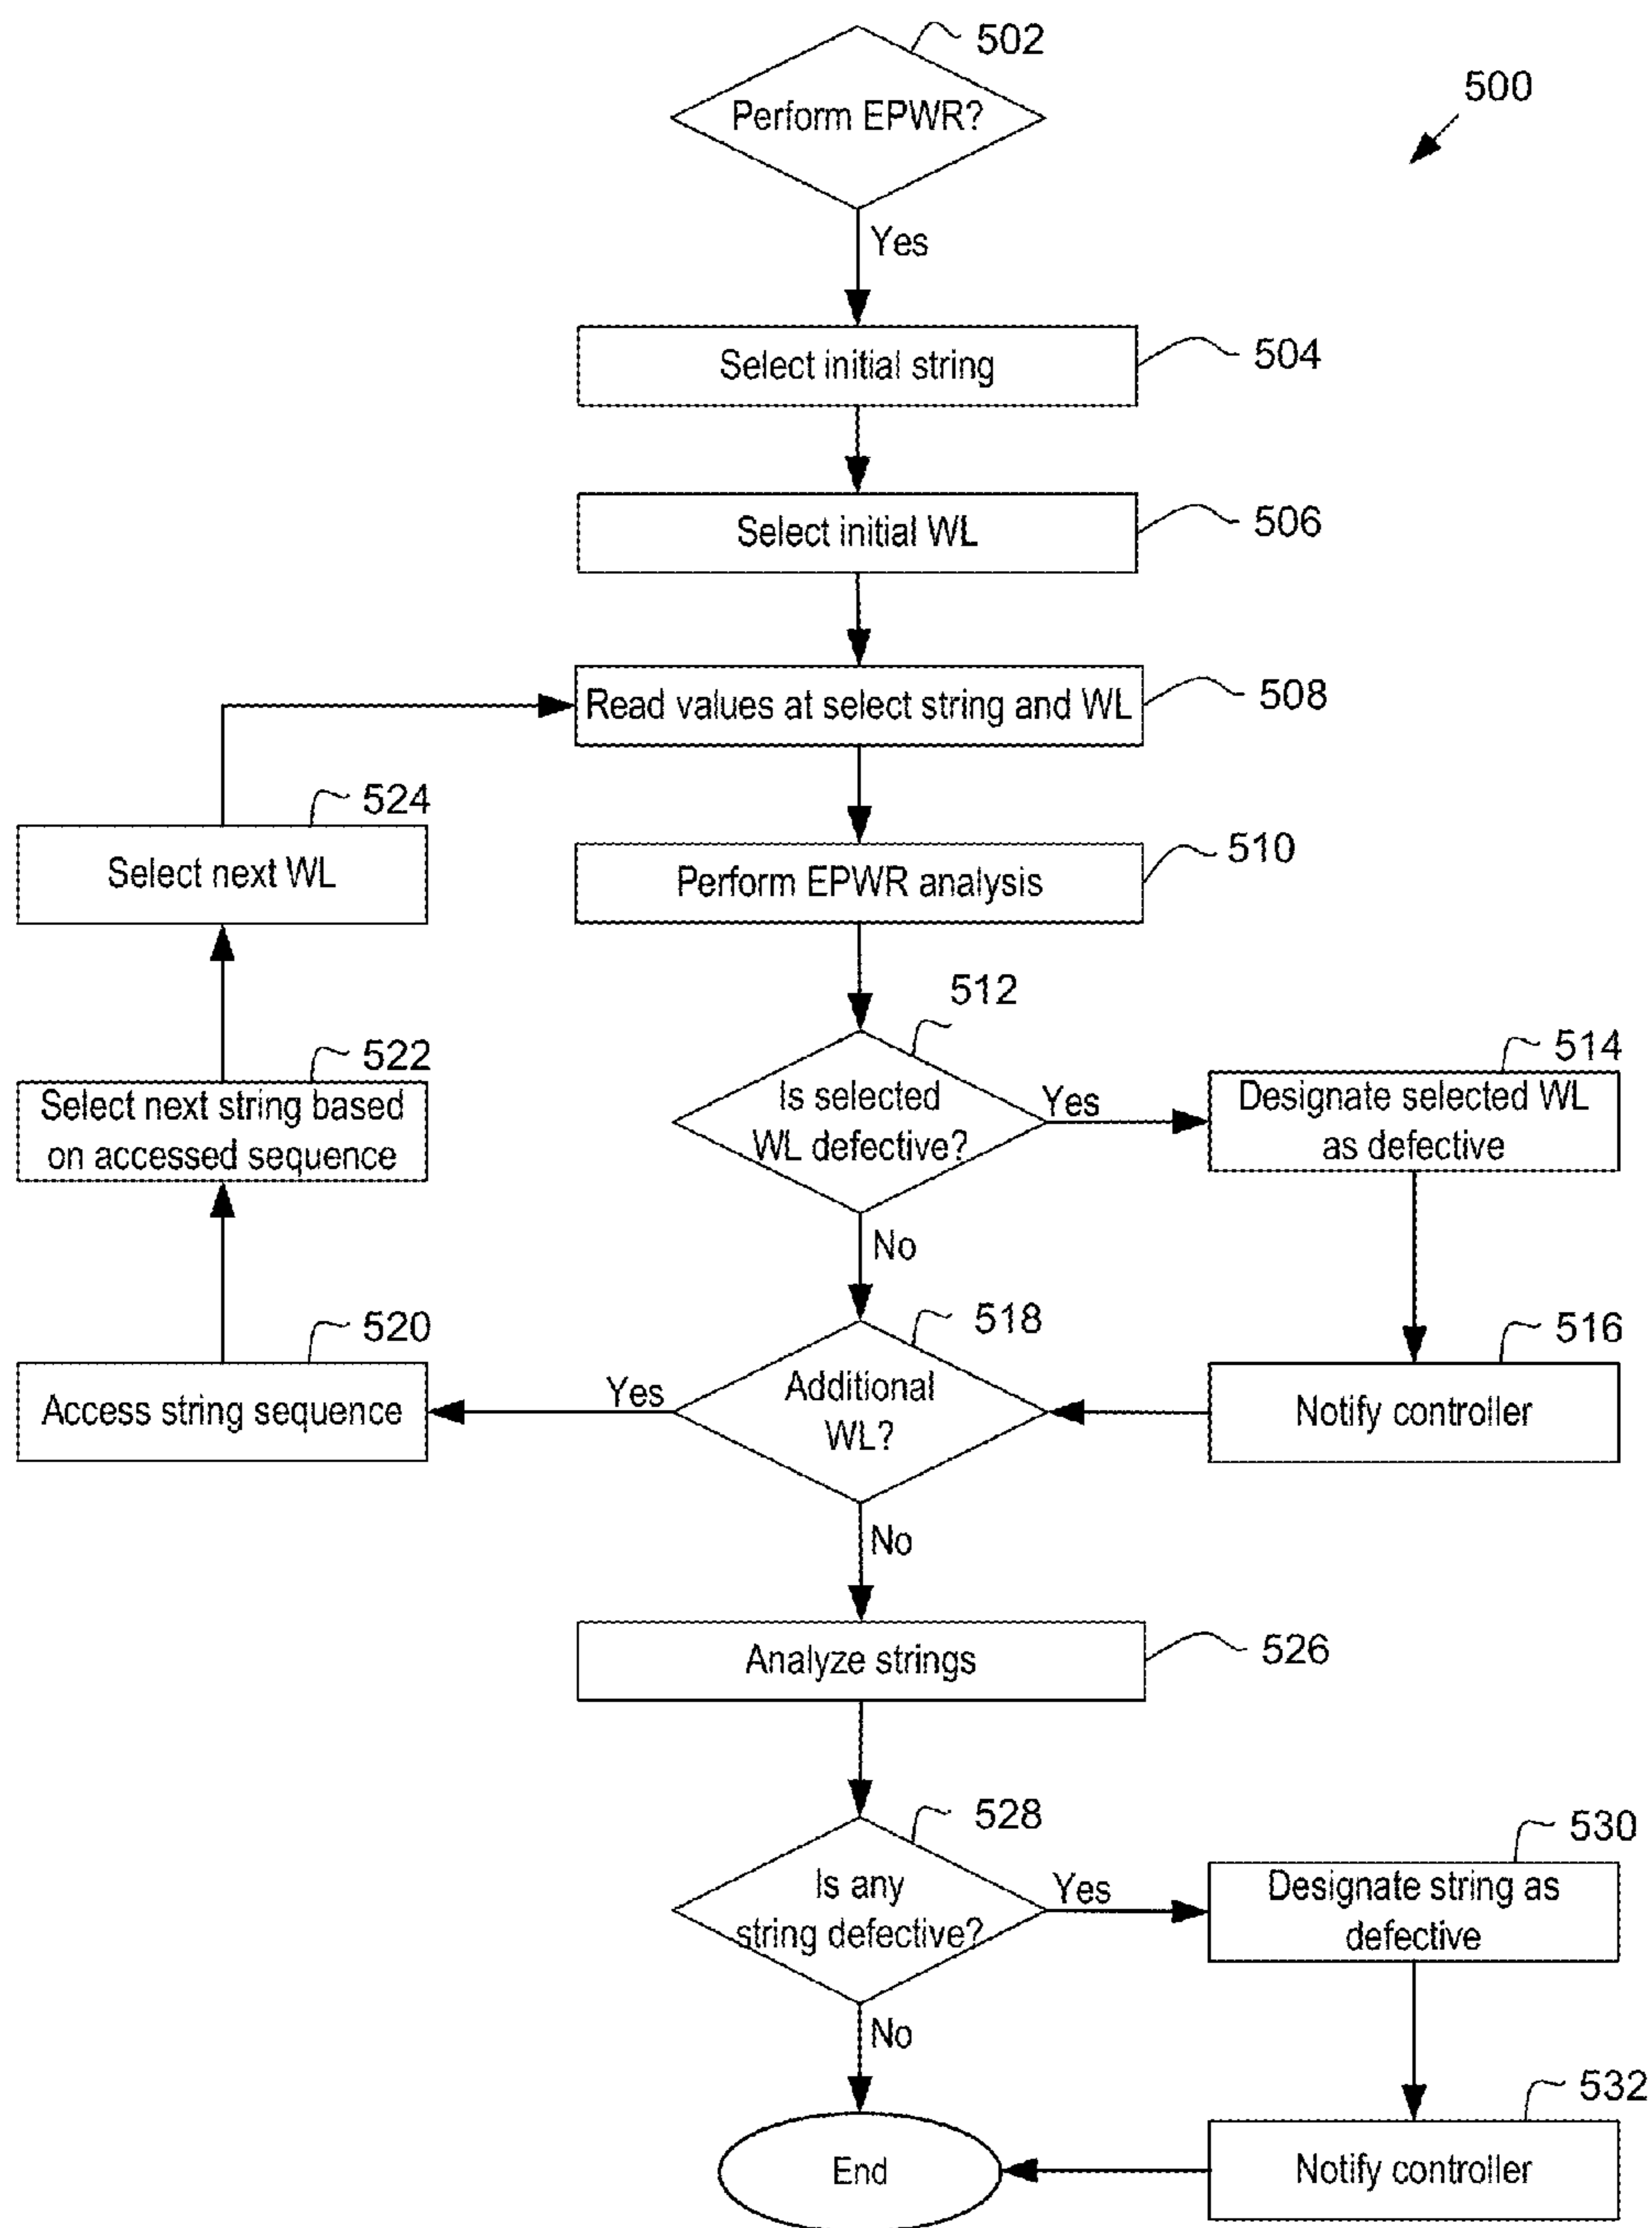 502
Perform EPWR?
500
Yes
Select initial string
504
Select initial WL
506
Read values at select string and WL
508
524
Select next WL
Perform EPWR analysis
510
512
522
Select next string based
on accessed sequence
Is selected
WL defective?
Yes
514
Designate selected WL
as defective
No
520
Access string sequence
Yes
518
Additional
WL?
516
Notify controller
No
Analyze strings
526
528
Is any
string defective?
Yes
530
Designate string as
defective
No
532
End
Notify controller